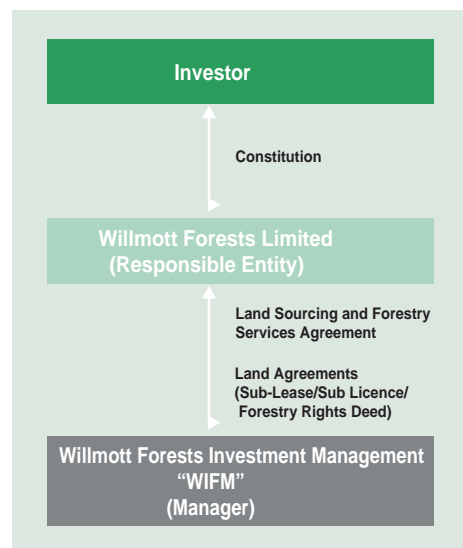 Investor
Constitution
Willmott Forests Limited
(Responsible Entity)
Land Sourcing and Forestry
Services Agreement
Land Agreements
(Sub-Lease/Sub Licence/
Forestry Rights Deed)
Willmott Forests Investment Management
“WIFM”
(Manager)